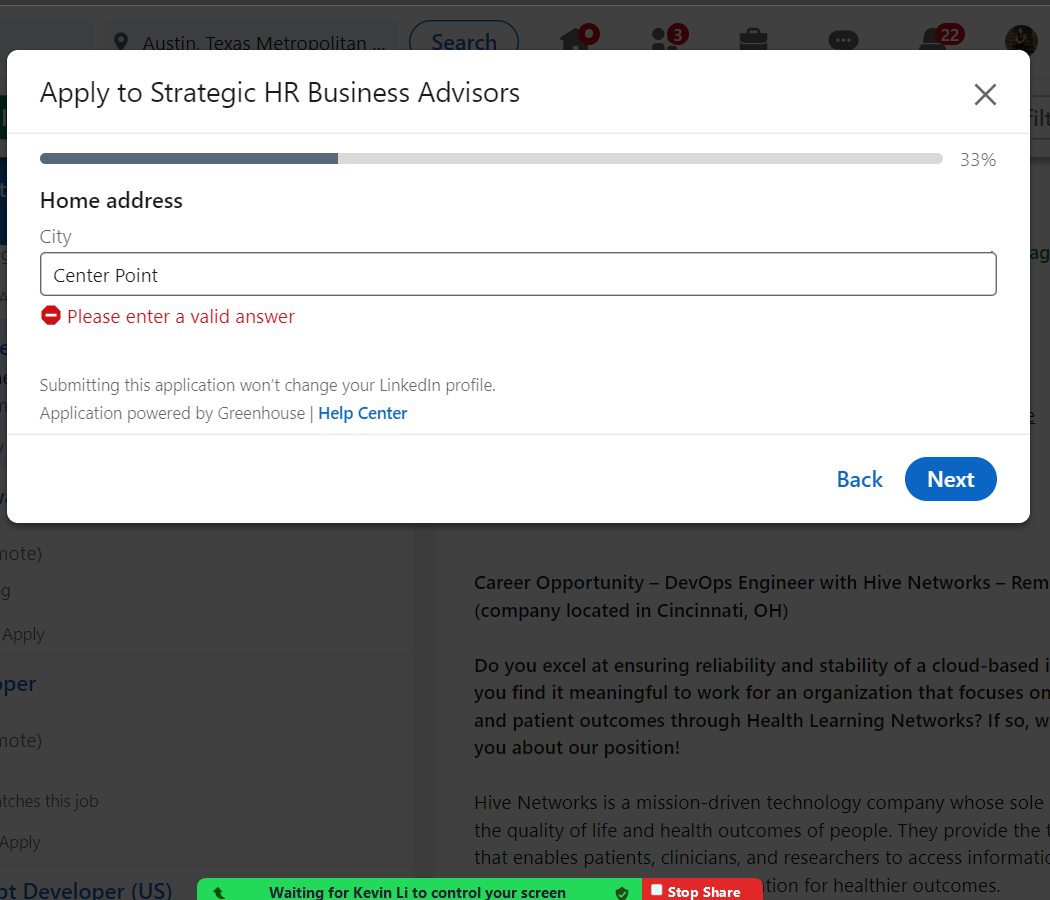 Austin, Texas Metropolitan ...
Search
3
22
Apply to Strategic HR Business Advisors
33%
Home address
City
Center Point
Please enter a valid answer
Submitting this application won't change your LinkedIn profile.
Application powered by Greenhouse | Help Center
Back
Next
Apply
Career Opportunity – DevOps Engineer with Hive Networks – Rem
(company located in Cincinnati, OH)
Do you excel at ensuring reliability and stability of a cloud-based i
you find it meaningful to work for an organization that focuses on
and patient outcomes through Health Learning Networks? If so, w
you about our position!
this job
Apply
Hive Networks is a mission-driven technology company whose sole
the quality of life and health outcomes of people. They provide the t
that enables patients, clinicians, and researchers to access informatio
Developer (US)
for healthier outcomes.
Waiting for Kevin Li to control your screen
Stop Share